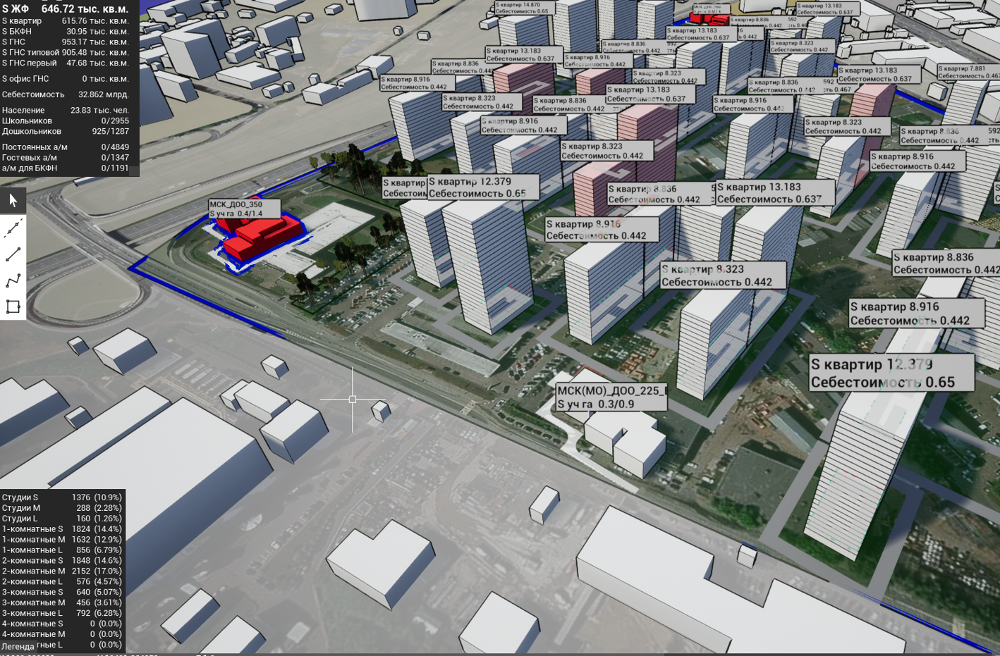 S ЖФ 646.72 тыс. кв.м.
S квартир 615.76 тыс. кв.м.
S БКФН 30.95 тыс. кв.м.
S ГНС 953.17 тыс. кв.м.
S ГНС типовой 905.48 тыс. кв.м.
S ГНС первый 47.68 тыс. кв.м.
S офис ГНС 0 тыс. кв.м.
Себестоимость 32.862 млрд.
Население 23.83 тыс. чел.
Школьников 0/2955
Дошкольников 925/1287
Постоянных а/м 0/4849
Гостевых а/м 0/1347
а/м для БКФН 0/1191
S квартир 14.870
Себестоимость 0.65
S квартир 13.183
Себестоимость 0.637
S квартир 8.836
Себестоимость 0.442
S квартир 13.183
Себестоимость 0.637
S квартир 8.836
Себестоимость 0.442
S квартир 8.323
Себестоимость 0.442
S квартир 13.183
Себестоимость 0.637
S квартир 8.916
Себестоимость 0.442
S квартир 8.836
Себестоимость 0.442
S квартир 13.183
Себестоимость 0.637
S квартир 7.881
Себестоимость 0.467
S квартир 8.916
Себестоимость 0.442
S квартир 8.323
Себестоимость 0.442
S квартир 8.836
Себестоимость 0.442
592
0.467
S квартир 13.183
Себестоимость 0.637
S квартир 8.323
Себестоимость 0.442
S квартир 8.836
Себестоимость 0.442
S квартир 8.916
Себестоимость 0.442
S квартир 8.916
Себестоимость 0.442
S квартир 8.323
Себестоимость 0.442
S квартир 8.836
Себестоимость 0.442
592
S квартир 8.323
Себестоимость 0.442
S квартир 8.916
Себестоимость 0.442
S квартир
S квартир 12.379
Себестоимость 0.65
S квартир 8.836
Себестоимость 0.442
S квартир 13.183
Себестоимость 0.637
МСК_ДОО_350
S уч га 0.4/1.4
S квартир 8.916
Себестоимость 0.442
S квартир 8.323
Себестоимость 0.442
S квартир 8.836
Себестоимость 0.442
S квартир 8.916
Себестоимость 0.442
S квартир 12.379
Себестоимость 0.65
МСК(МО)_ДОО_225_
S уч га 0.3/0.9
Студии S 1376 (10.9%)
Студии M 288 (2.28%)
Студии L 160 (1.26%)
1-комнатные S 1824 (14.4%)
1-комнатные M 1632 (12.9%)
1-комнатные L 856 (6.79%)
2-комнатные S 1848 (14.6%)
2-комнатные M 2152 (17.0%)
2-комнатные L 576 (4.57%)
3-комнатные S 640 (5.07%)
3-комнатные M 456 (3.61%)
3-комнатные L 792 (6.28%)
4-комнатные S 0 (0.0%)
4-комнатные M 0 (0.0%)
тные L 0 (0.0%)
Легенда